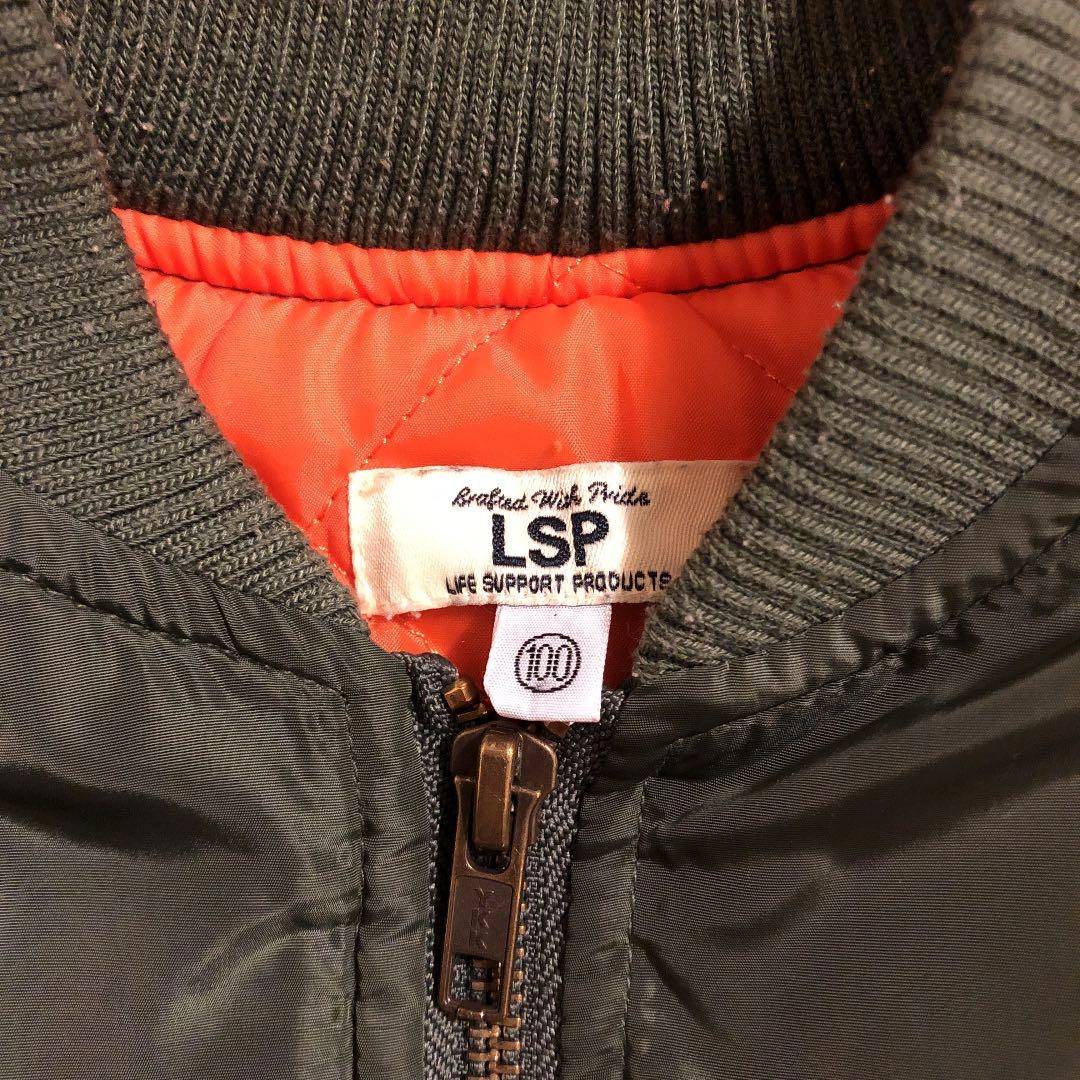 Crafted With Pride
LSP
LIFE SUPPORT PRODUCTS
100